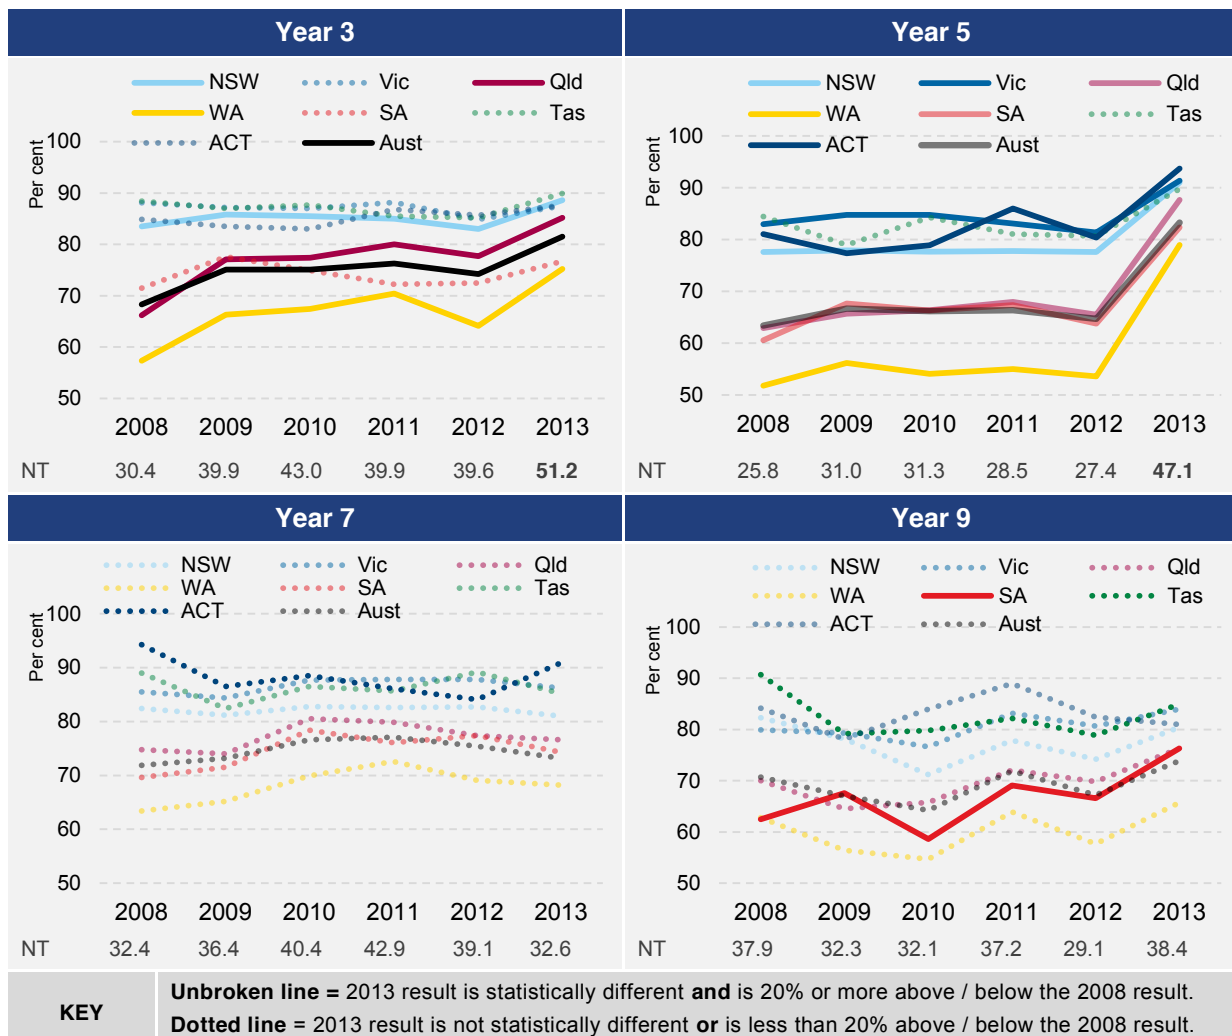 Year 3
NSW Vic Qld
WA SA Tas
ACT Aust
Per cent
100
90
80
70
60
50
2008 2009 2010 2011 2012 2013
NT 30.4 39.9 43.0 39.9 39.6 51.2
Year 5
NSW Vic Qld
WA SA Tas
ACT Aust
Per cent
100
90
80
70
60
50
2008 2009 2010 2011 2012 2013
NT 25.8 31.0 31.3 28.5 27.4 47.1
Year 7
NSW Vic Qld
WA SA Tas
ACT Aust
Per cent
100
90
80
70
60
50
2008 2009 2010 2011 2012 2013
NT 32.4 36.4 40.4 42.9 39.1 32.6
Year 9
NSW Vic Qld
WA SA Tas
ACT Aust
Per cent
100
90
80
70
60
50
2008 2009 2010 2011 2012 2013
NT 37.9 32.3 32.1 37.2 29.1 38.4
KEY
Unbroken line = 2013 result is statistically different and is 20% or more above / below the 2008 result.
Dotted line = 2013 result is not statistically different or is less than 20% above / below the 2008 result.